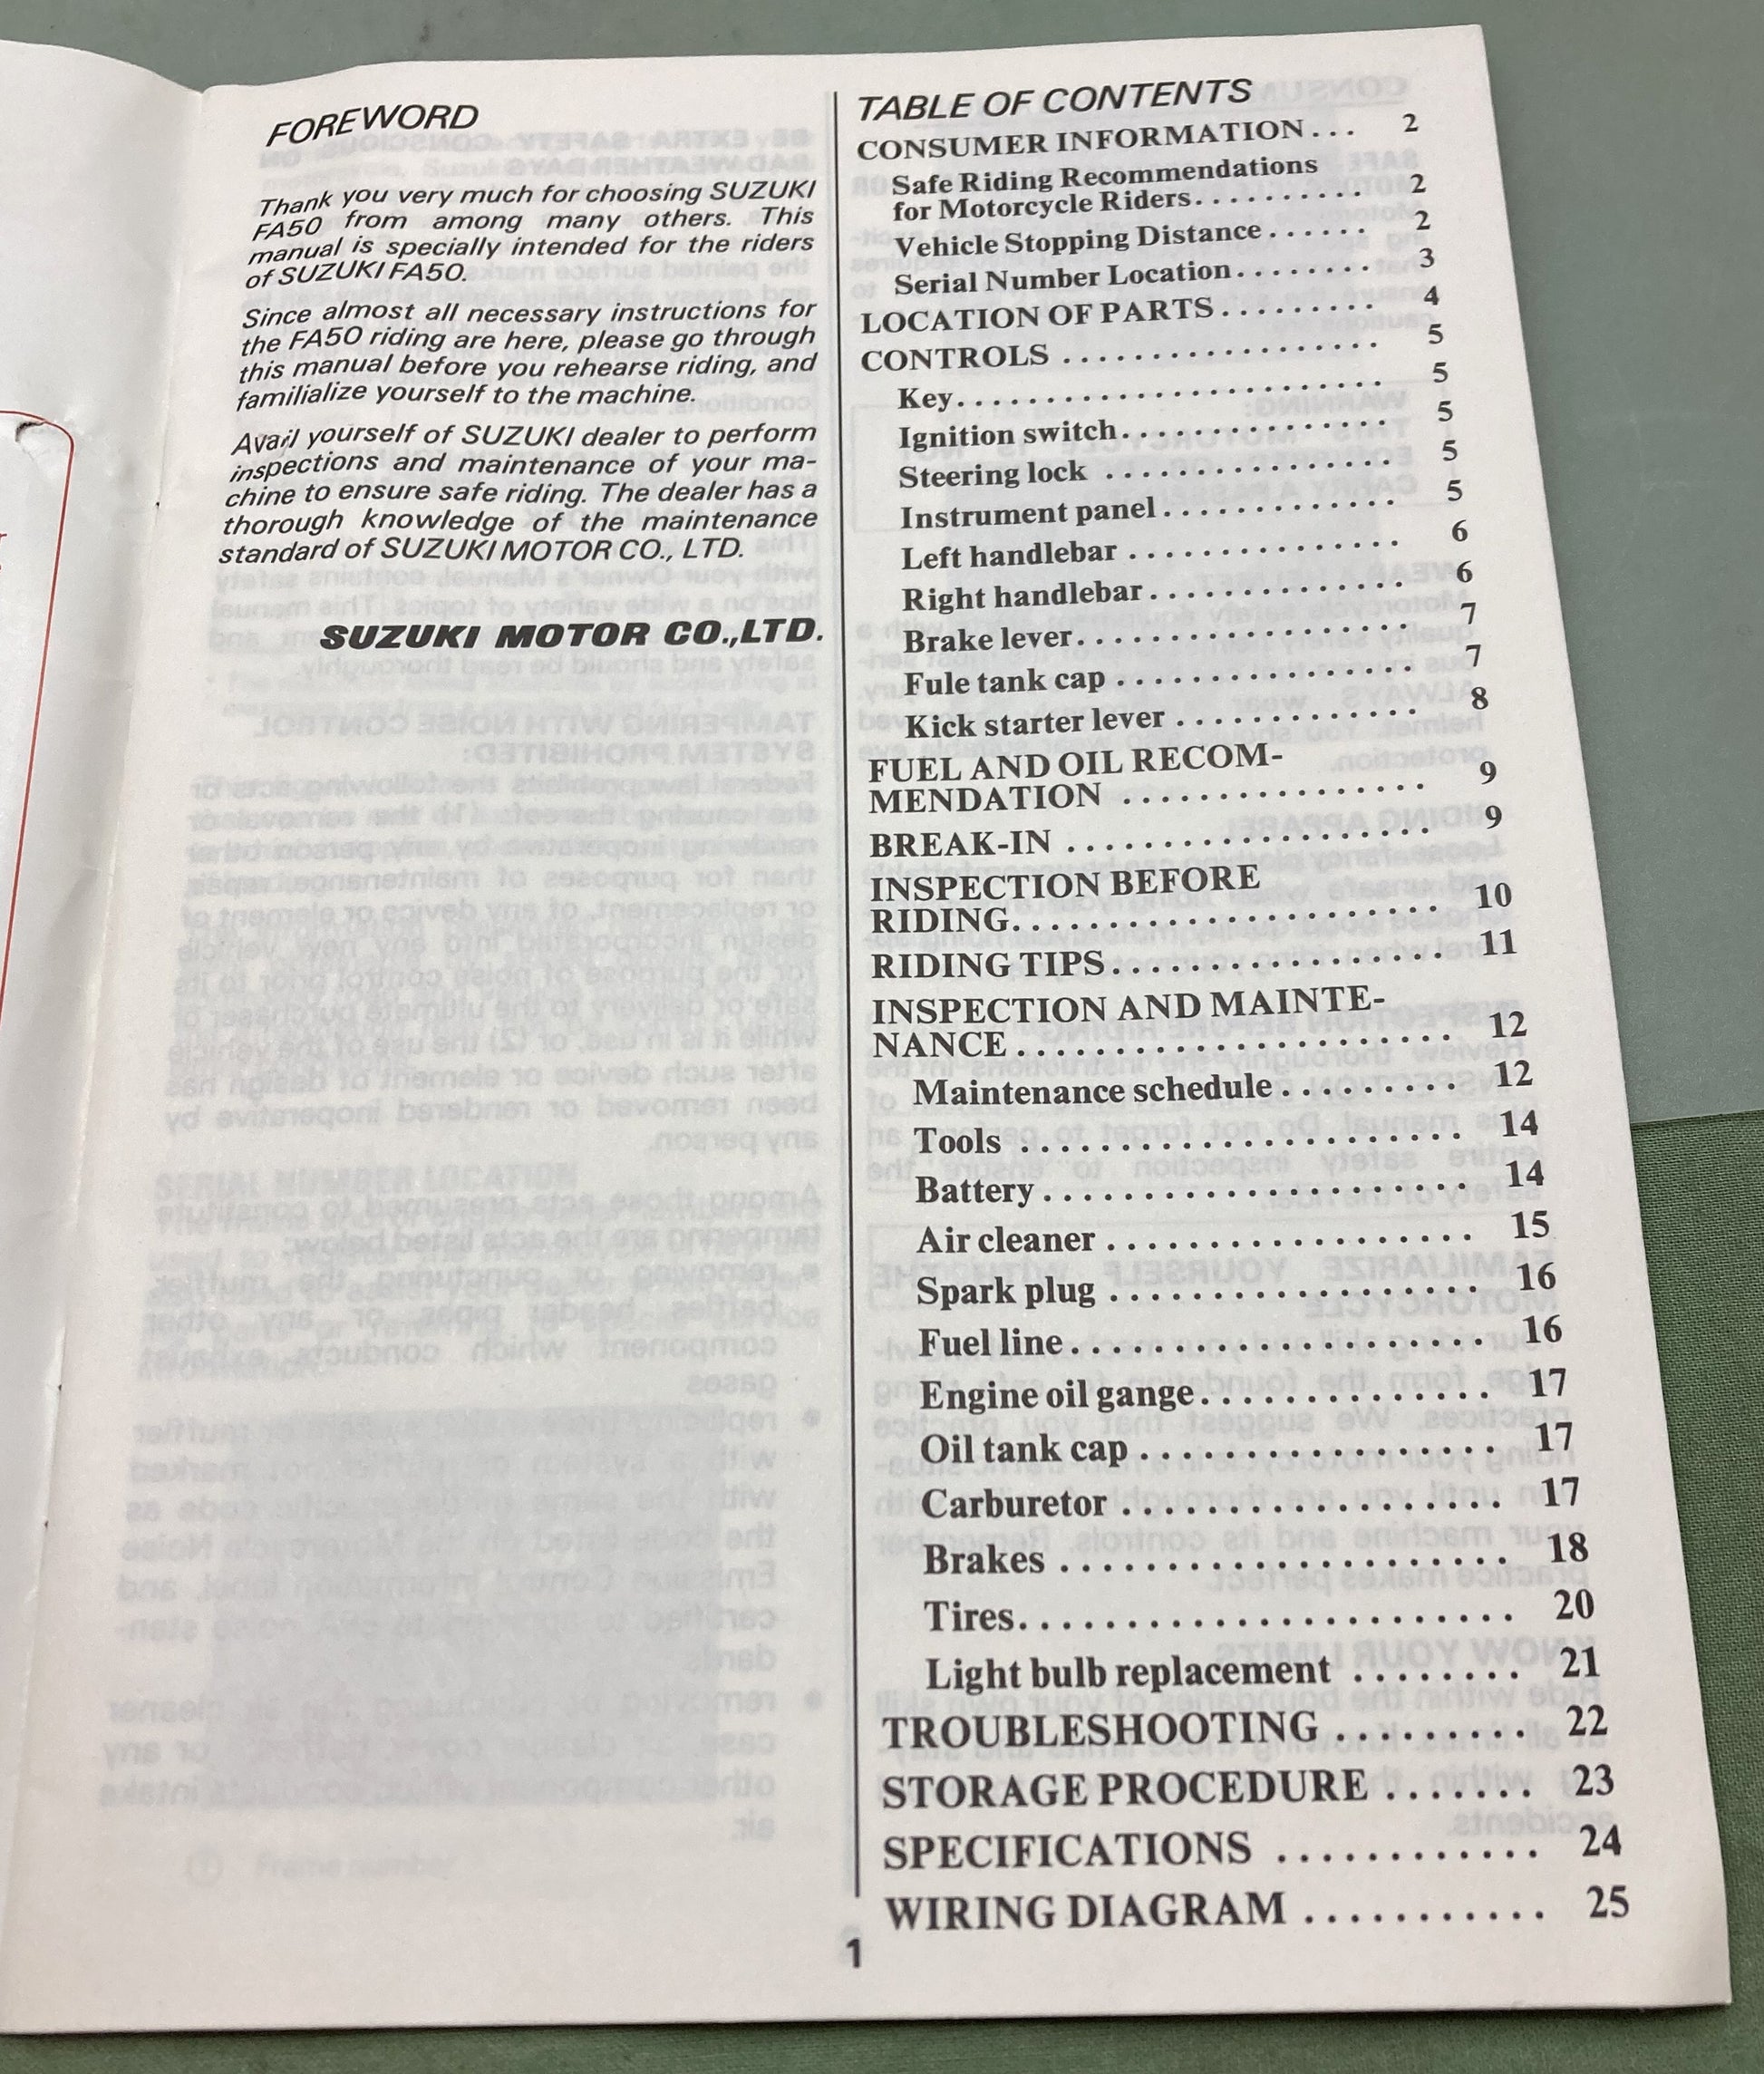 FOREWORD
Thank you very much for choosing SUZUKI
FA50 from among many others. This
manual is specially intended for the riders
of SUZUKI FA50.
Since almost all necessary instructions for
the FA50 riding are here, please go through
this manual before you rehearse riding, and
familialize yourself to the machine.
Avail yourself of SUZUKI dealer to perform
inspections and maintenance of your ma-
chine to ensure safe riding. The dealer has a
thorough knowledge of the maintenance
standard of SUZUKI MOTOR CO., LTD.
SUZUKI MOTOR CO.,LTD.
TABLE OF CONTENTS
CONSUMER INFORMATION . . . 2
Safe Riding Recommendations
for Motorcycle Riders. . . . . . . . . . 2
Vehicle Stopping Distance . . . . . . 2
Serial Number Location . . . . . . . . 3
LOCATION OF PARTS . . . . . . . . . 4
CONTROLS . . . . . . . . . . . . . . . . . 5
Key. . . . . . . . . . . . . . . . . . . . . . 5
Ignition switch. . . . . . . . . . . . . . 5
Steering lock . . . . . . . . . . . . . . . 5
Instrument panel . . . . . . . . . . . . 5
Left handlebar . . . . . . . . . . . . . . 6
Right handlebar . . . . . . . . . . . . . 6
Brake lever. . . . . . . . . . . . . . . . . 7
Fule tank cap . . . . . . . . . . . . . . . 7
Kick starter lever . . . . . . . . . . . . 8
FUEL AND OIL RECOM-
MENDATION . . . . . . . . . . . . . . . 9
BREAK-IN . . . . . . . . . . . . . . . . . . 9
INSPECTION BEFORE
RIDING. . . . . . . . . . . . . . . . . . . . 10
RIDING TIPS . . . . . . . . . . . . . . . . 11
INSPECTION AND MAINTE-
NANCE . . . . . . . . . . . . . . . . . . . . 12
Maintenance schedule . . . . . . . . . 12
Tools . . . . . . . . . . . . . . . . . . . . . 14
Battery . . . . . . . . . . . . . . . . . . . . 14
Air cleaner . . . . . . . . . . . . . . . . . 15
Spark plug . . . . . . . . . . . . . . . . . 16
Fuel line . . . . . . . . . . . . . . . . . . . 16
Engine oil gange. . . . . . . . . . . . . . 17
Oil tank cap . . . . . . . . . . . . . . . . 17
Carburetor . . . . . . . . . . . . . . . . . 17
Brakes . . . . . . . . . . . . . . . . . . . . 18
Tires. . . . . . . . . . . . . . . . . . . . . . 20
Light bulb replacement . . . . . . . . 21
TROUBLESHOOTING . . . . . . . . . 22
STORAGE PROCEDURE . . . . . . . 23
SPECIFICATIONS . . . . . . . . . . . . 24
WIRING DIAGRAM . . . . . . . . . . . 25
1